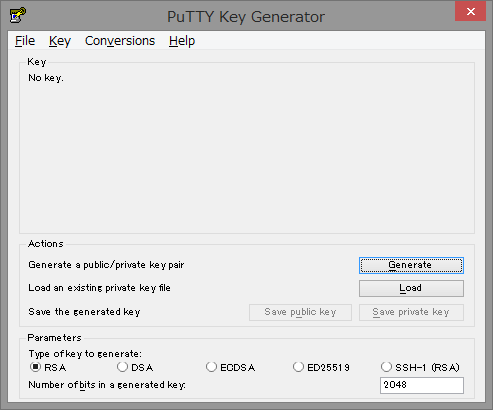 PuTTY Key Generator
File Key Conversions Help
Key
No key.
Actions
Generate a public/private key pair Generate
Load an existing private key file Load
Save the generated key Save public key Save private key
Parameters
Type of key to generate:
RSA DSA ECDSA ED25519 SSH-1 (RSA)
Number of bits in a generated key: 2048